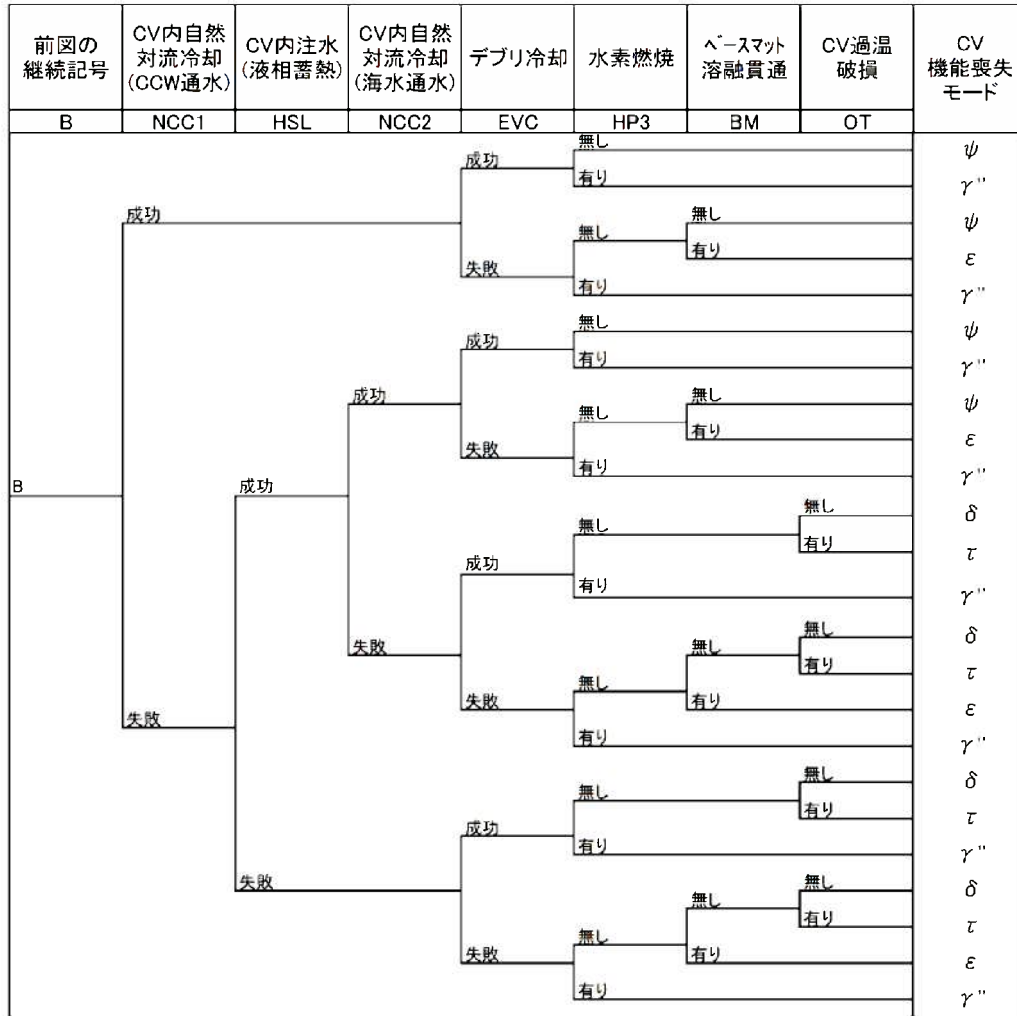 前図の
継続記号
CV内自然
対流冷却
(CCW通水)
CV内注水
(液相蓄熱)
CV内自然
対流冷却
(海水通水)
デブリ冷却
水素燃焼
ベースマット
溶融貫通
CV過温
破損
CV
機能喪失
モード
B
NCC1
HSL
NCC2
EVC
HP3
BM
OT
無し
ψ
成功
有り
γ''
成功
無し
ψ
無し
有り
ε
失敗
有り
γ''
無し
ψ
成功
有り
γ''
成功
無し
ψ
無し
有り
ε
失敗
有り
γ''
B
成功
無し
δ
無し
有り
τ
成功
有り
γ''
無し
δ
失敗
無し
有り
τ
無し
有り
ε
失敗
失敗
有り
γ''
無し
δ
無し
有り
τ
成功
有り
γ''
失敗
無し
δ
無し
有り
τ
無し
有り
ε
失敗
有り
γ''